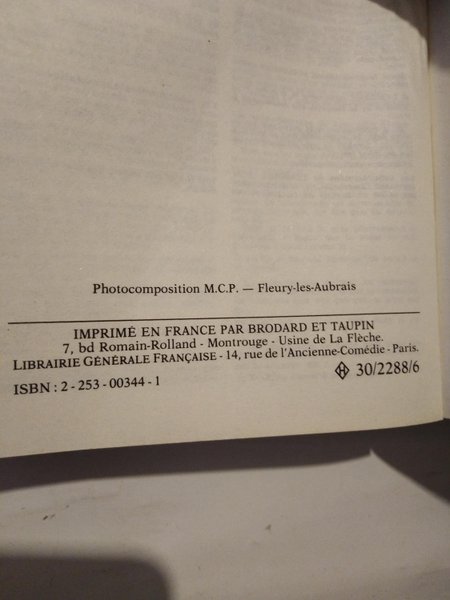 Photocomposition M.C.P. — Fleury-les-Aubrais
IMPRIMÉ EN FRANCE PAR BRODARD ET TAUPIN
7, bd Romain-Rolland - Montrouge - Usine de La Flèche.
LIBRAIRIE GÉNÉRALE FRANÇAISE - 14, rue de l'Ancienne-Comédie - Paris.
ISBN : 2 - 253 - 00344 - 1
30/2288/6